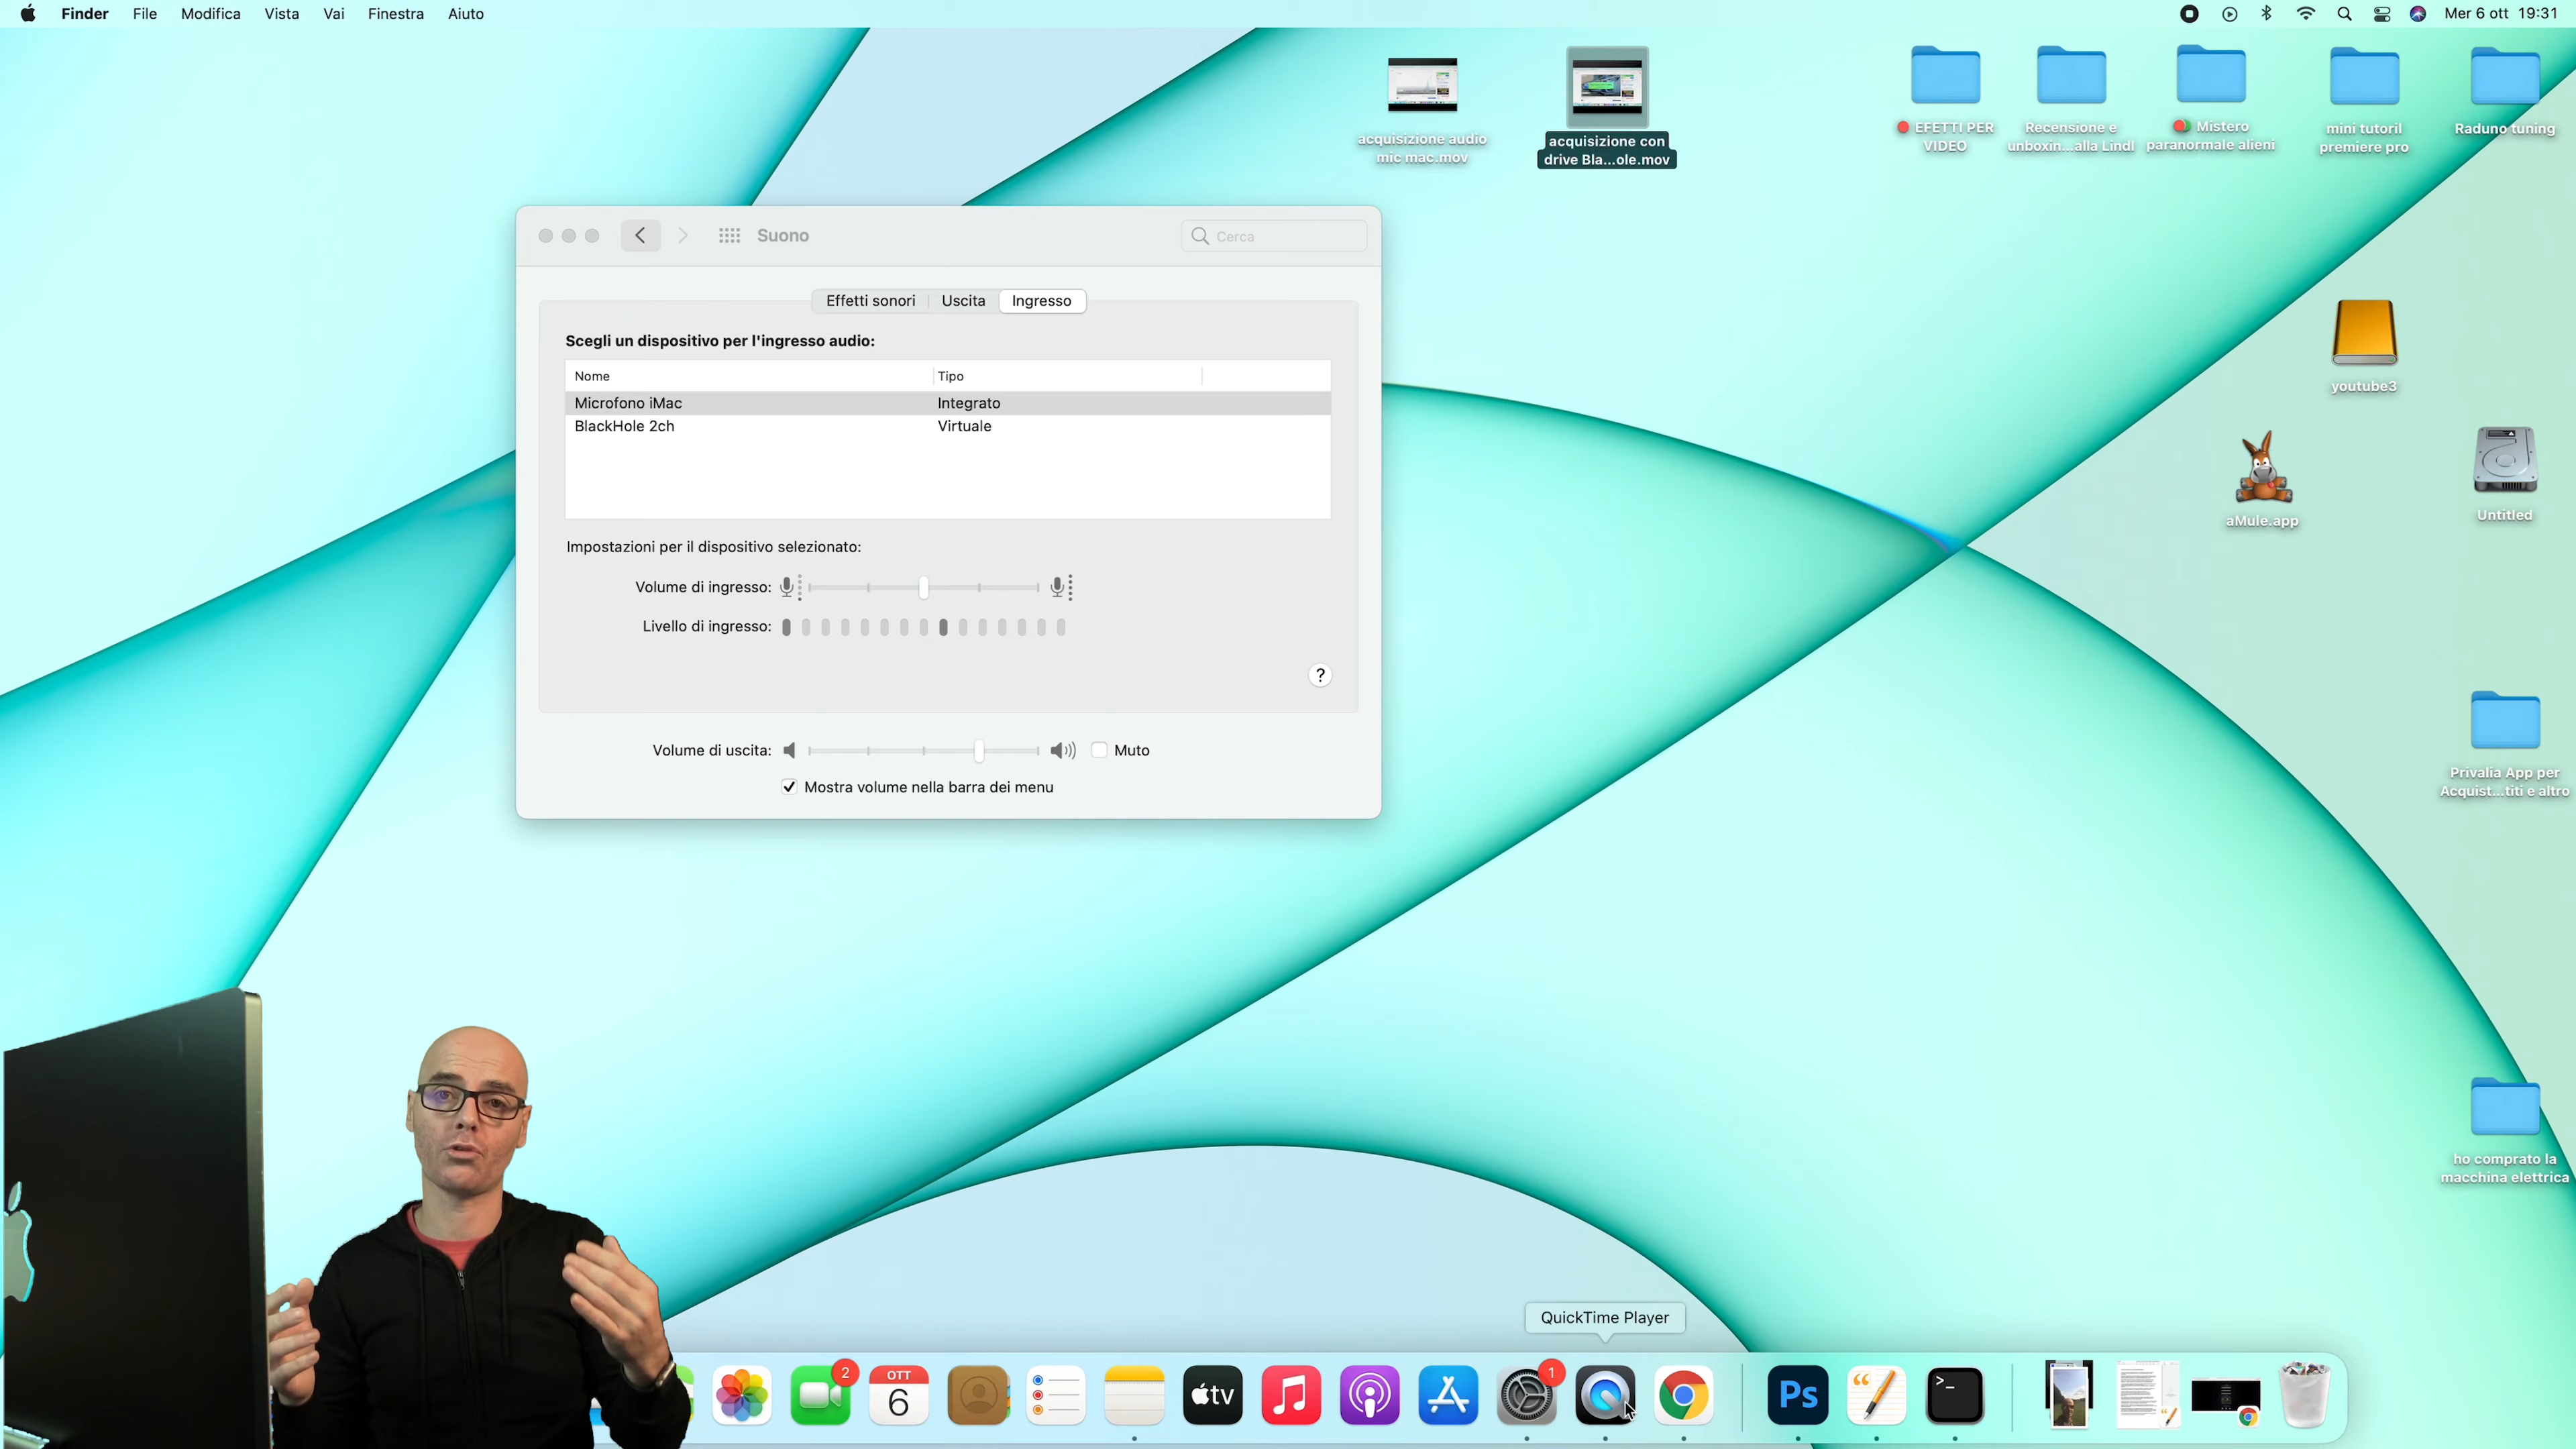 Finder File Modifica Vista Vai Finestra Aiuto
Mer 6 ott 19:31
acquisizione audio
mic mac.mov
acquisizione con
drive Bla...ole.mov
EFETTI PER
VIDEO
Recensione e
unboxin...alla Lindl
Mistero
paranormale alieni
mini tutoril
premiere pro
Raduno tuning
Suono
Cerca
Effetti sonori Uscita Ingresso
Scegli un dispositivo per l'ingresso audio:
Nome Tipo
Microfono iMac Integrato
BlackHole 2ch Virtuale
Impostazioni per il dispositivo selezionato:
Volume di ingresso:
Livello di ingresso:
?
Volume di uscita: Muto
Mostra volume nella barra dei menu
youtube3
aMule.app
Untitled
Privalia App per
Acquist...titi e altro
ho comprato la
macchina elettrica
QuickTime Player
2
OTT
6
tv
1
Ps
>_